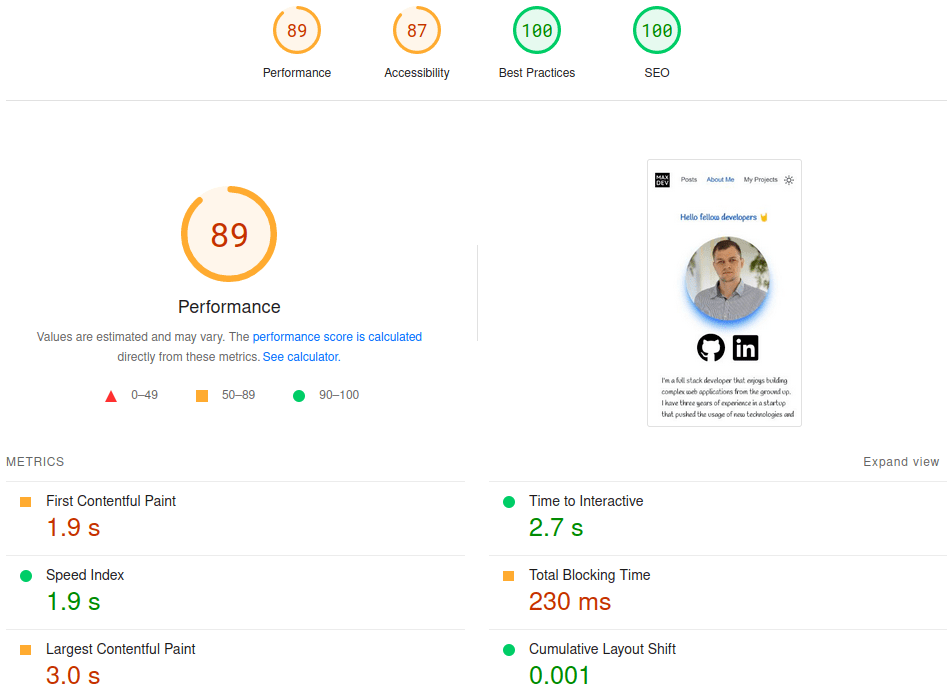 89 87 100 100
Performance Accessibility Best Practices SEO
MAX
DEV
Posts About Me My Projects
Hello fellow developers 🤘
I'm a full stack developer that enjoys building
complex web applications from the ground up.
I have three years of experience in a startup
that pushed the usage of new technologies and
89
Performance
Values are estimated and may vary. The performance score is calculated
directly from these metrics. See calculator.
0–49 50–89 90–100
METRICS Expand view
First Contentful Paint
1.9 s
Time to Interactive
2.7 s
Speed Index
1.9 s
Total Blocking Time
230 ms
Largest Contentful Paint
3.0 s
Cumulative Layout Shift
0.001